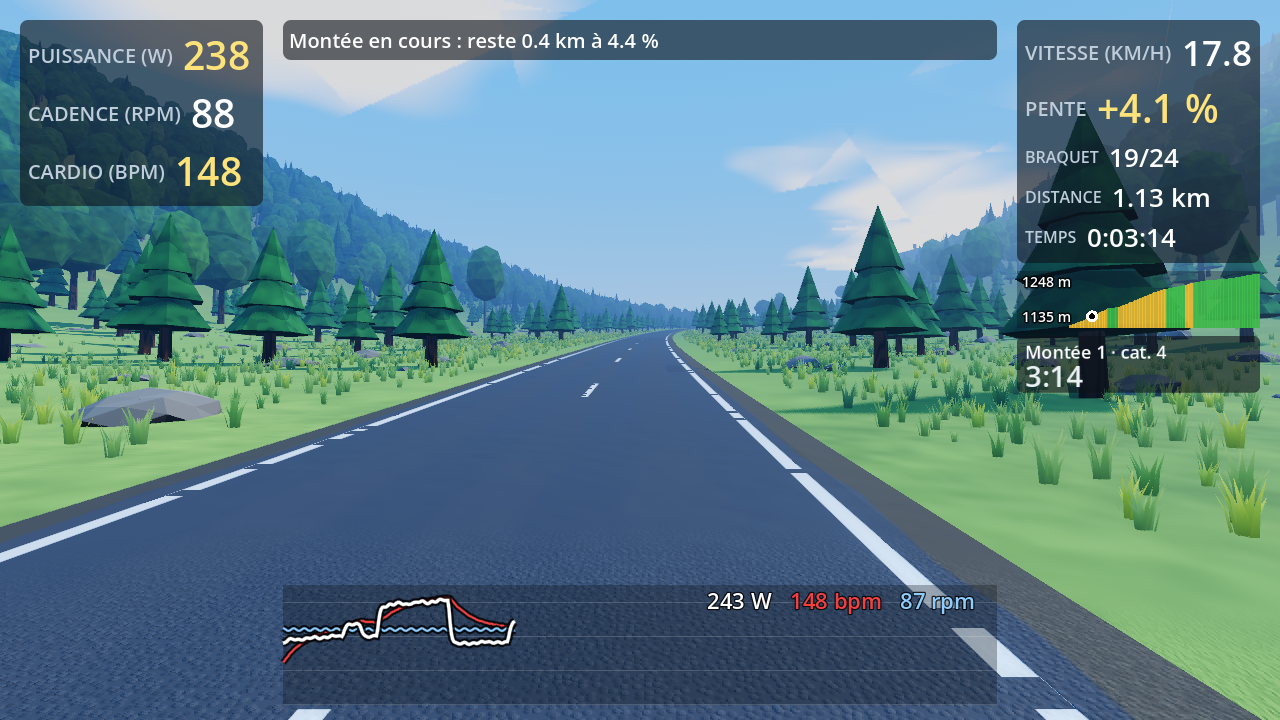 PUISSANCE (W) 238
CADENCE (RPM) 88
CARDIO (BPM) 148
Montée en cours : reste 0.4 km à 4.4 %
VITESSE (KM/H) 17.8
PENTE +4.1 %
BRAQUET 19/24
DISTANCE 1.13 km
TEMPS 0:03:14
1248 m
1135 m
Montée 1 · cat. 4
3:14
243 W 148 bpm 87 rpm